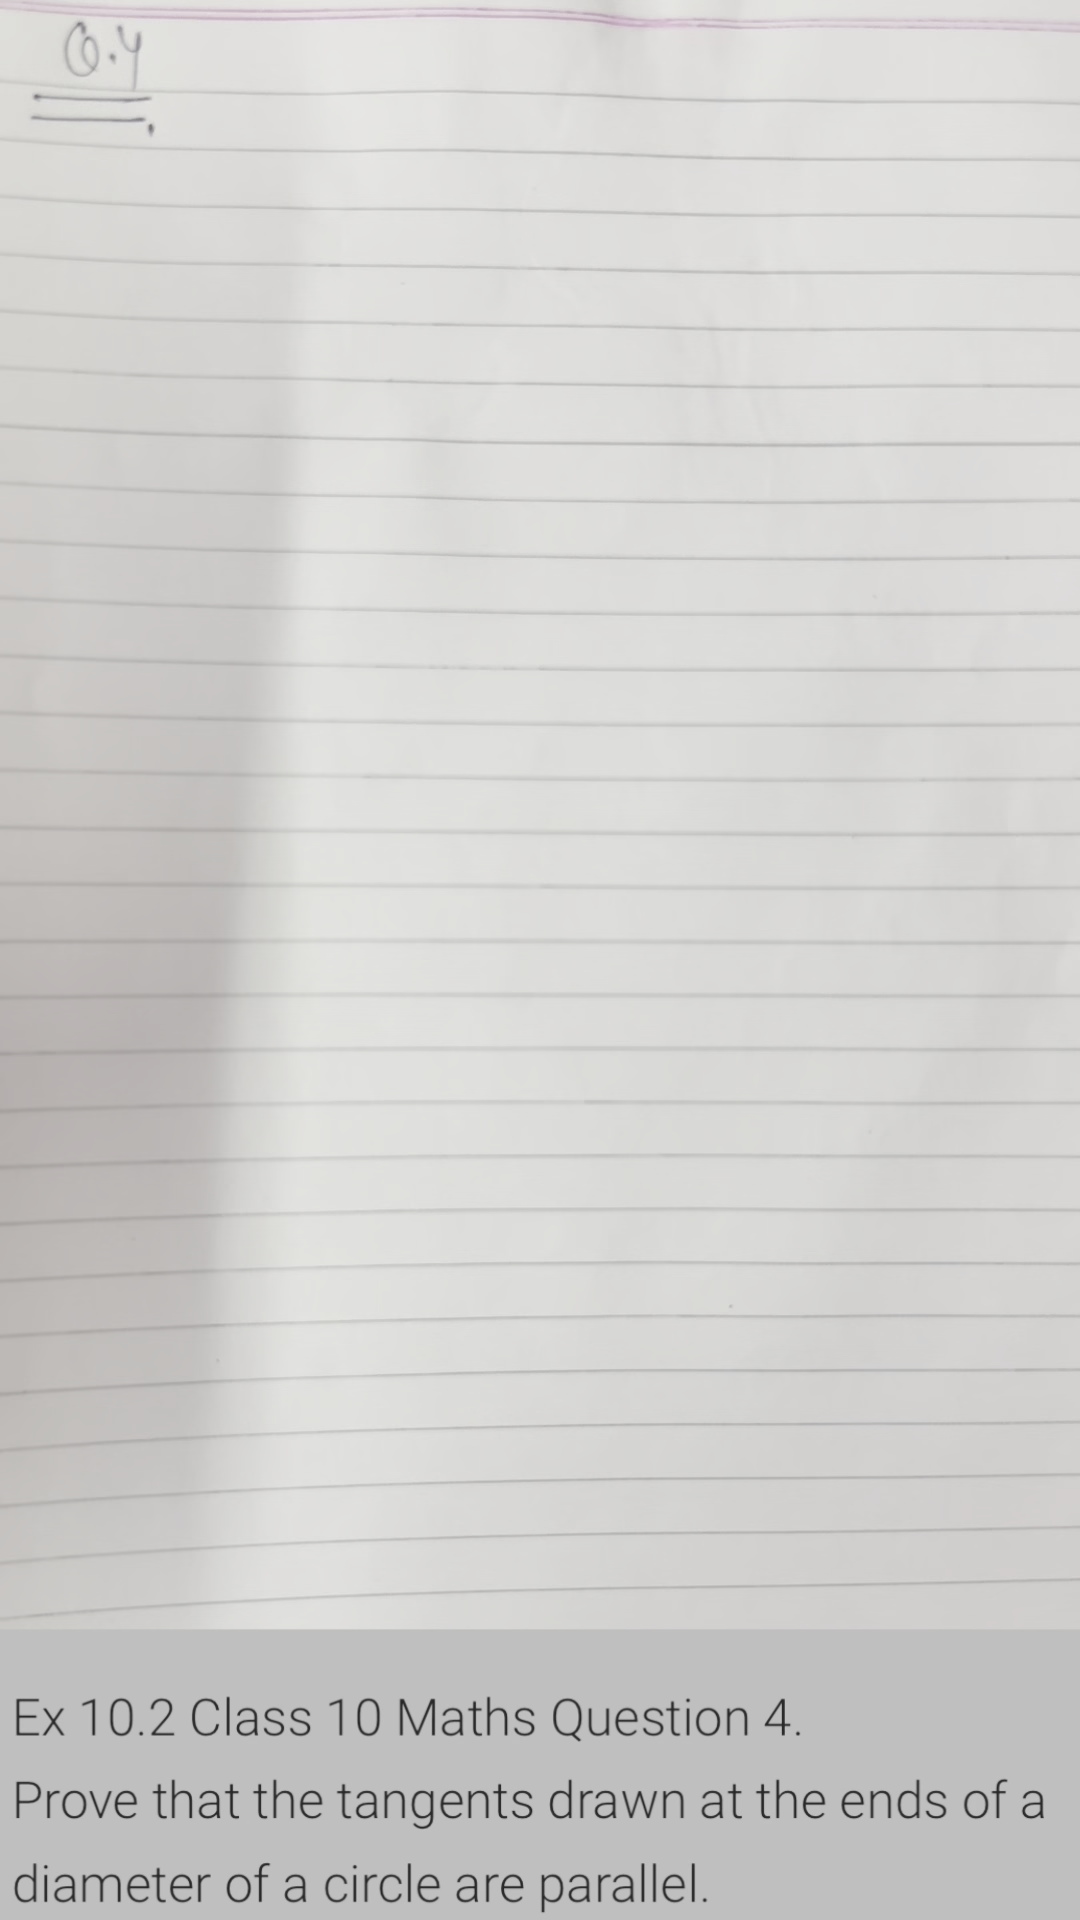 Q.4
Ex 10.2 Class 10 Maths Question 4.
Prove that the tangents drawn at the ends of a
diameter of a circle are parallel.